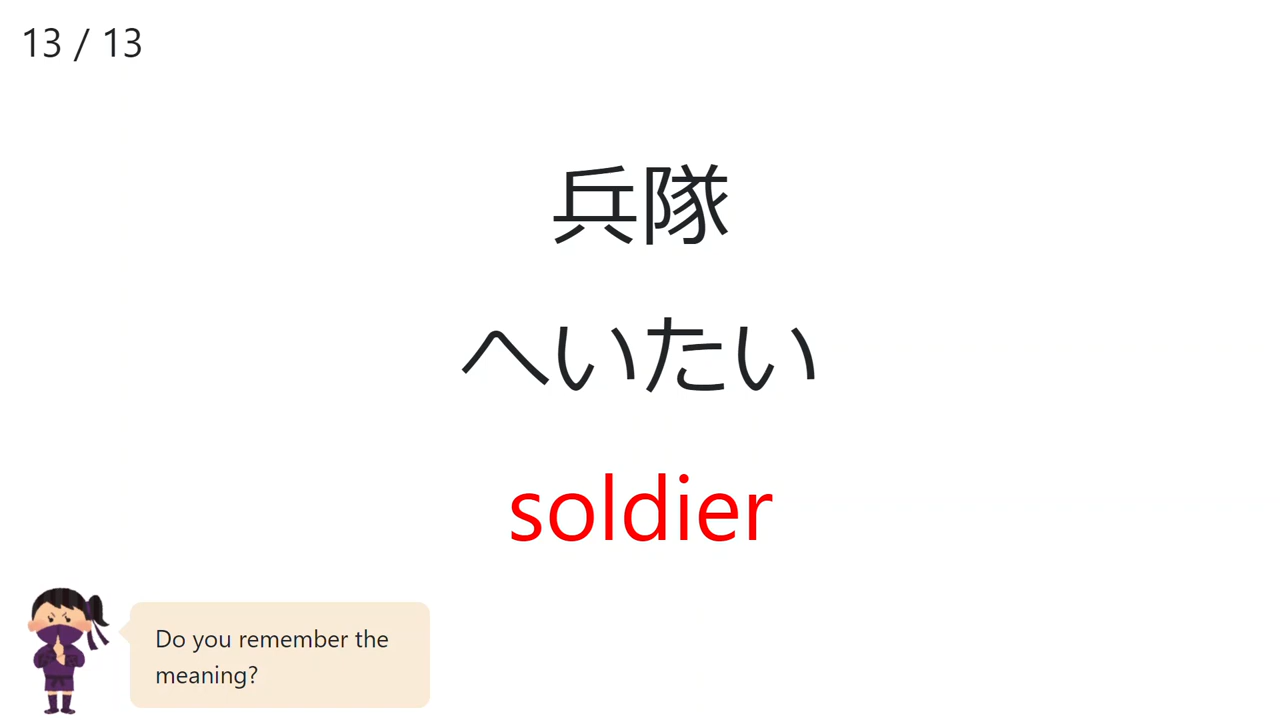 13 / 13
兵隊
へいたい
soldier
Do you remember the
meaning?